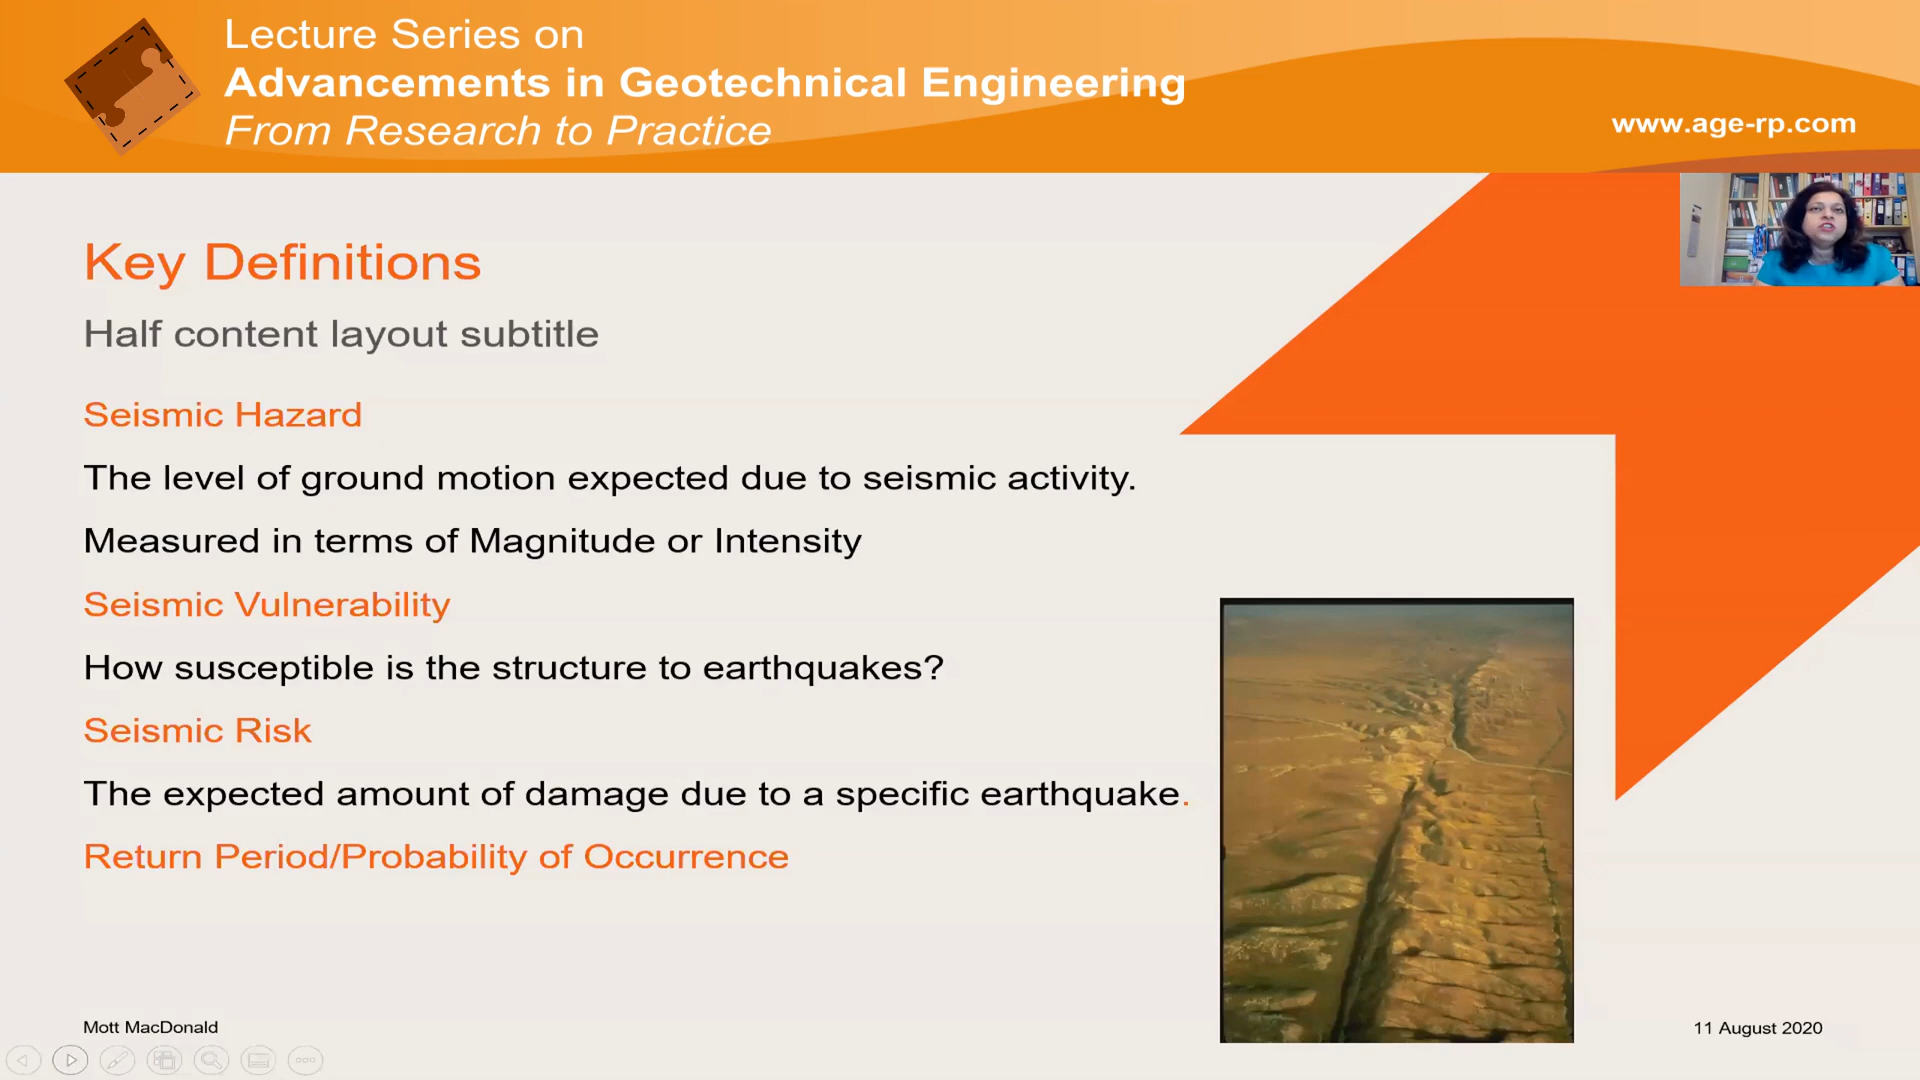 Lecture Series on
Advancements in Geotechnical Engineering
From Research to Practice
www.age-rp.com
Key Definitions
Half content layout subtitle
Seismic Hazard
The level of ground motion expected due to seismic activity.
Measured in terms of Magnitude or Intensity
Seismic Vulnerability
How susceptible is the structure to earthquakes?
Seismic Risk
The expected amount of damage due to a specific earthquake.
Return Period/Probability of Occurrence
Mott MacDonald
11 August 2020